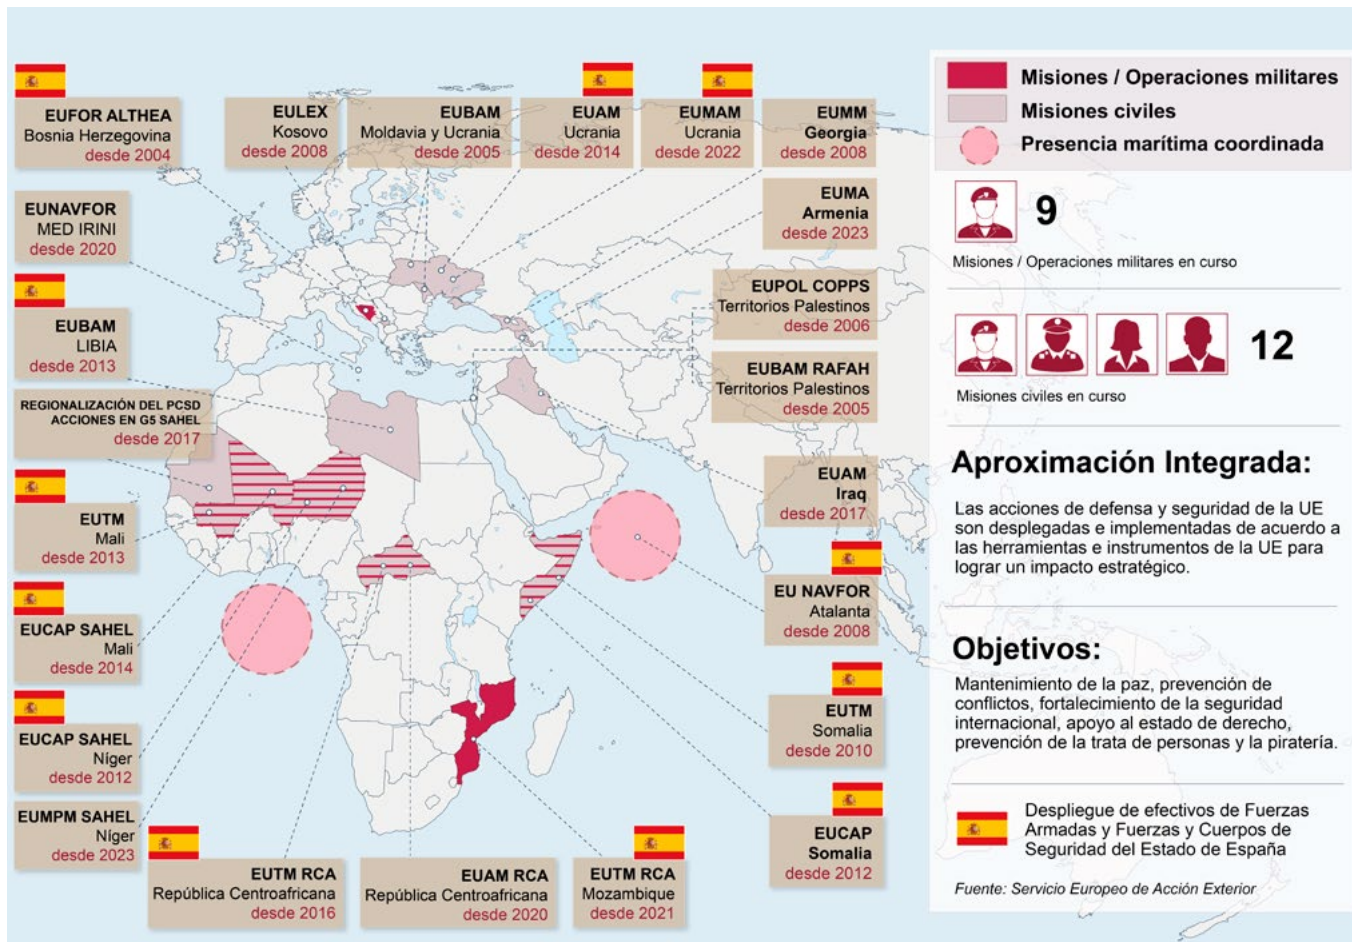 EUFOR ALTHEA
Bosnia Herzegovina
desde 2004
EULEX
Kosovo
desde 2008
EUBAM
Moldavia y Ucrania
desde 2005
EUAM
Ucrania
desde 2014
EUMAM
Ucrania
desde 2022
EUMM
Georgia
desde 2008
EUNAVFOR
MED IRINI
desde 2020
EUMA
Armenia
desde 2023
EUBAM
LIBIA
desde 2013
EUPOL COPPS
Territorios Palestinos
desde 2006
EUBAM RAFAH
Territorios Palestinos
desde 2005
REGIONALIZACIÓN DEL PCSD
ACCIONES EN G5 SAHEL
desde 2017
EUTM
Mali
desde 2013
EUAM
Iraq
desde 2017
EUCAP SAHEL
Mali
desde 2014
EU NAVFOR
Atalanta
desde 2008
EUCAP SAHEL
Níger
desde 2012
EUTM
Somalia
desde 2010
EUMPM SAHEL
Níger
desde 2023
EUCAP
Somalia
desde 2012
EUTM RCA
República Centroafricana
desde 2016
EUAM RCA
República Centroafricana
desde 2020
EUTM RCA
Mozambique
desde 2021
Misiones / Operaciones militares
Misiones civiles
Presencia marítima coordinada
9
Misiones / Operaciones militares en curso
12
Misiones civiles en curso
Aproximación Integrada:
Las acciones de defensa y seguridad de la UE
son desplegadas e implementadas de acuerdo a
las herramientas e instrumentos de la UE para
lograr un impacto estratégico.
Objetivos:
Mantenimiento de la paz, prevención de
conflictos, fortalecimiento de la seguridad
internacional, apoyo al estado de derecho,
prevención de la trata de personas y la piratería.
Despliegue de efectivos de Fuerzas
Armadas y Fuerzas y Cuerpos de
Seguridad del Estado de España
Fuente: Servicio Europeo de Acción Exterior